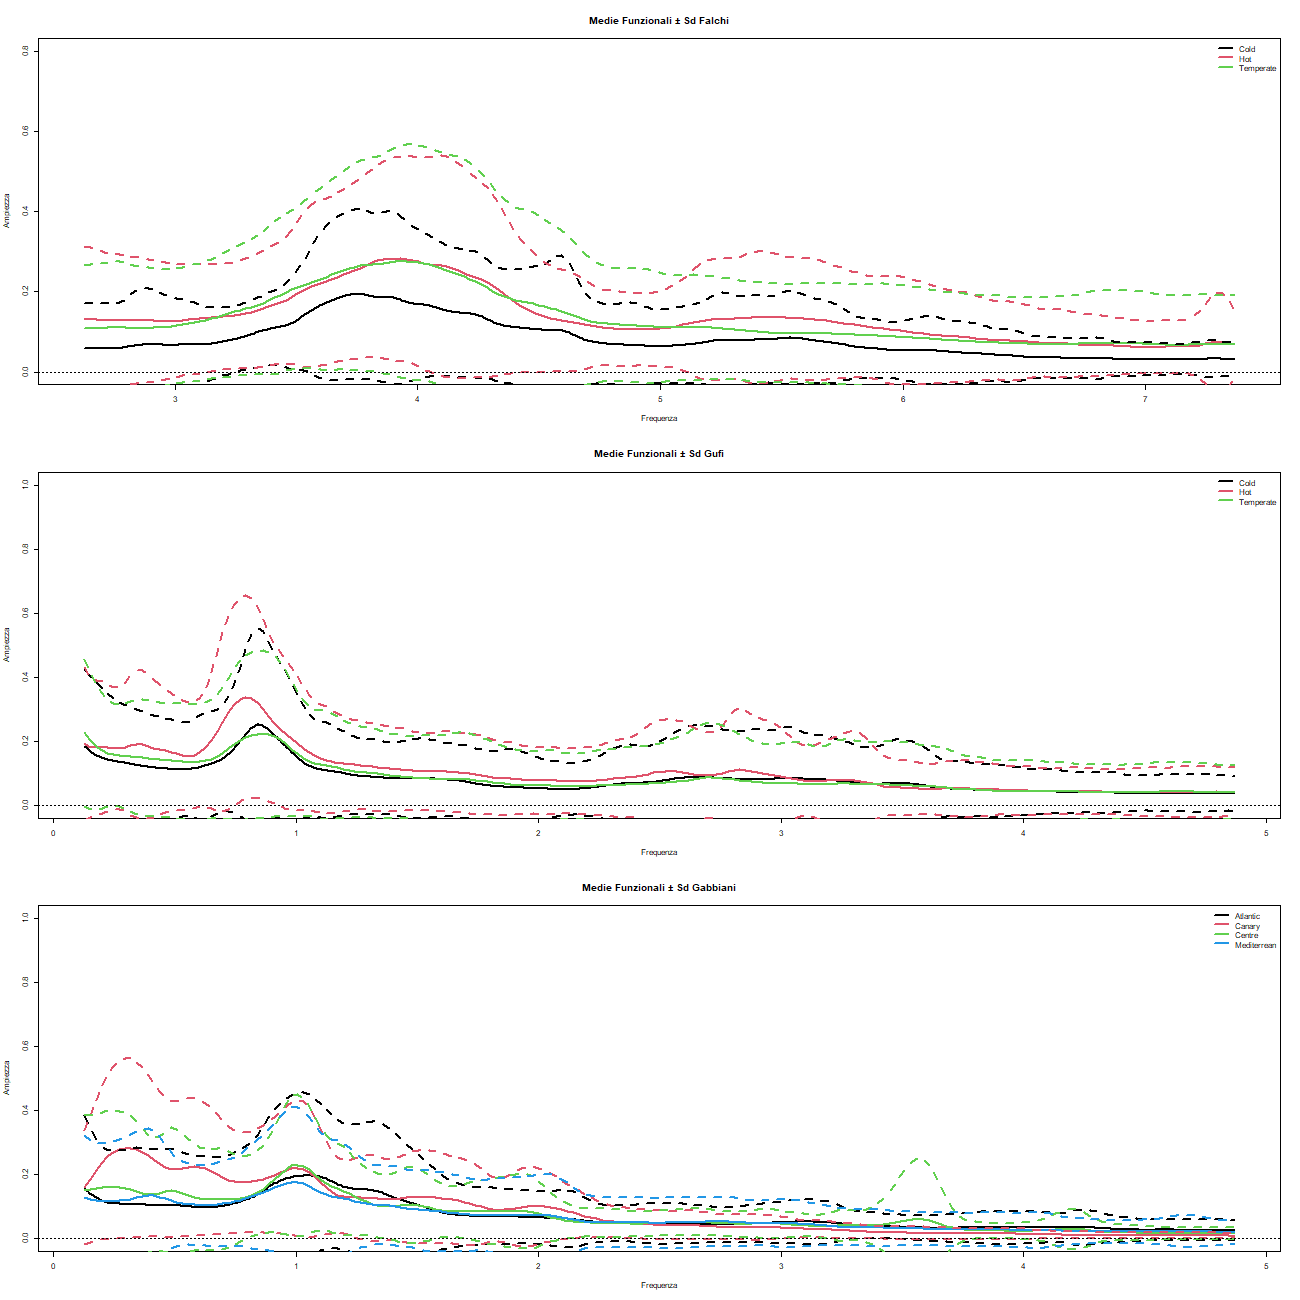 Medie Funzionali ± Sd Falchi
0.8
0.6
0.4
0.2
0.0
Ampiezza
Cold
Hot
Temperate
3
4
5
6
7
Frequenza
Medie Funzionali ± Sd Gufi
1.0
0.8
0.6
0.4
0.2
0.0
Ampiezza
Cold
Hot
Temperate
0
1
2
3
4
5
Frequenza
Medie Funzionali ± Sd Gabbiani
1.0
0.8
0.6
0.4
0.2
0.0
Ampiezza
Atlantic
Canary
Centre
Mediterrean
0
1
2
3
4
5
Frequenza